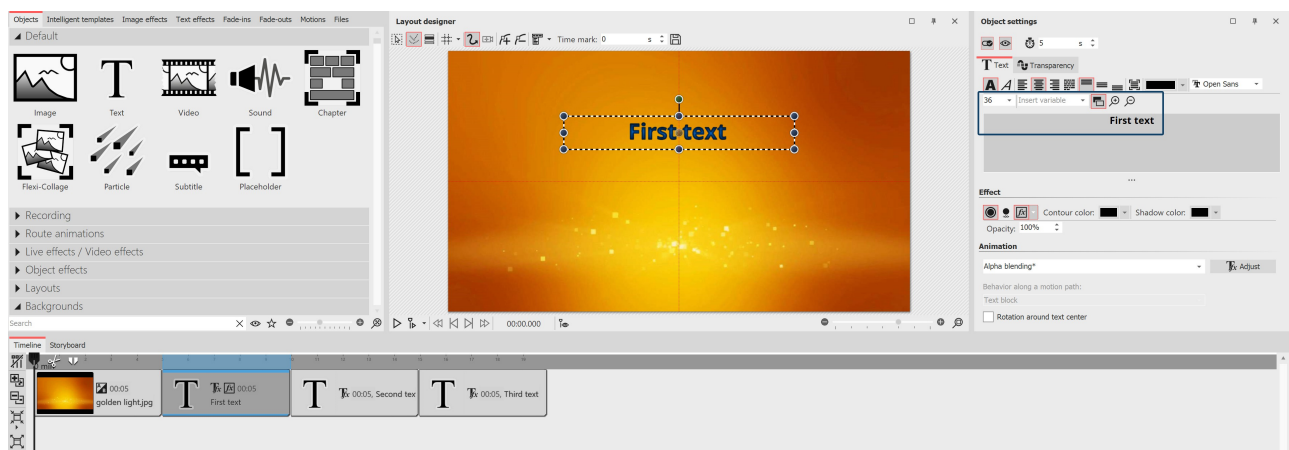 Objects Intelligent templates Image effects Text effects Fade-ins Fade-outs Motions Files
Default
Image Text Video Sound Chapter
Flexi-Collage Particle Subtitle Placeholder
Recording
Route animations
Live effects / Video effects
Object effects
Layouts
Backgrounds
Search
Layout designer
Time mark: 0 s
First text
00:00.000
Object settings
5 s
Text Transparency
Open Sans
36 Insert variable
First text
...
Effect
Contour color: Shadow color:
Opacity: 100%
Animation
Alpha blending* Adjust
Behavior along a motion path:
Text block
Rotation around text center
Timeline Storyboard
00:05
golden light.jpg
00:05
First text
00:05, Second tex
00:05, Third text